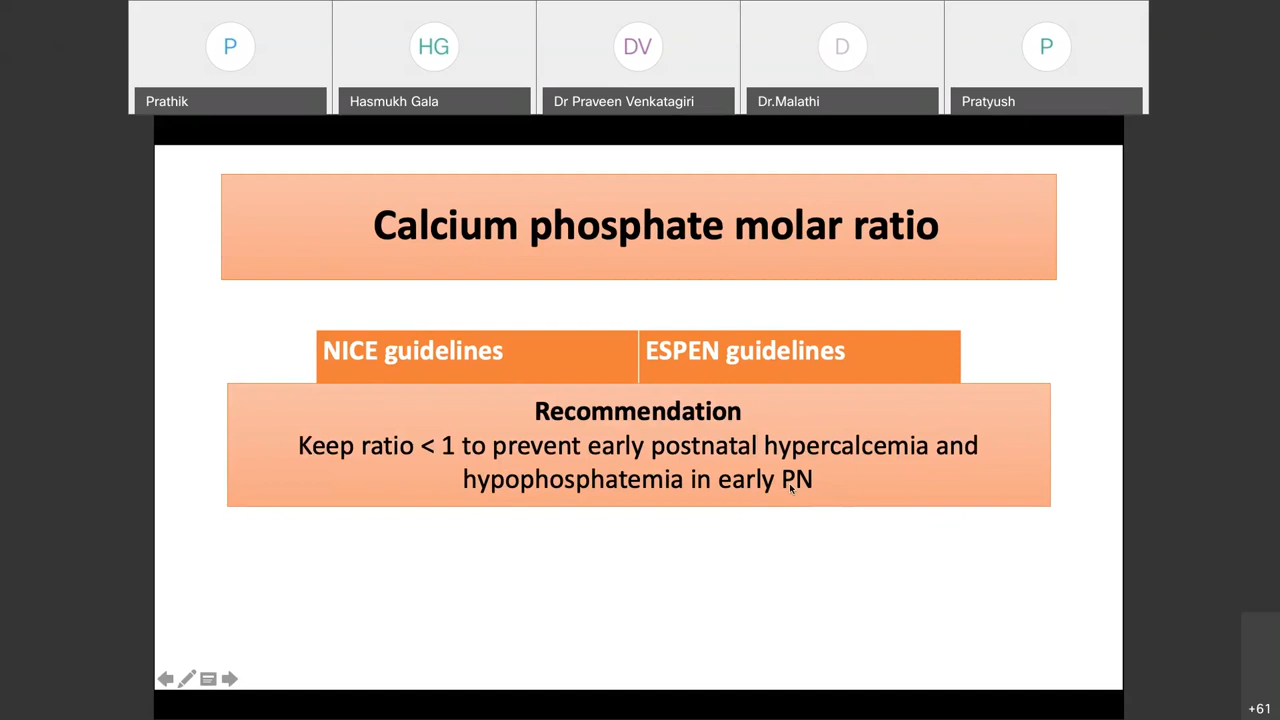 P
HG
DV
D
P
Prathik
Hasmukh Gala
Dr Praveen Venkatagiri
Dr.Malathi
Pratyush
Calcium phosphate molar ratio
NICE guidelines
ESPEN guidelines
Recommendation
Keep ratio < 1 to prevent early postnatal hypercalcemia and
hypophosphatemia in early PN
+61